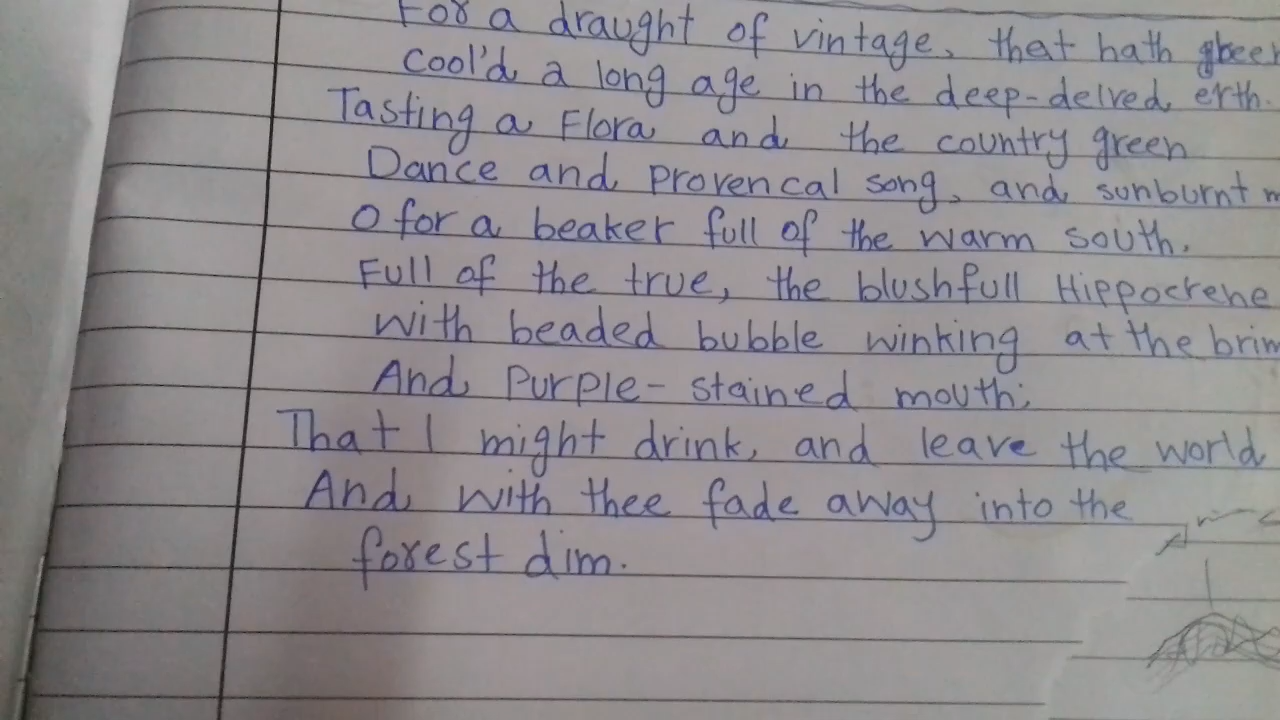 For a draught of vintage, that hath
Cool'd a long age in the deep-delved erth.
Tasting a Flora and the country green
Dance and provencal song, and sunburnt
O for a beaker full of the warm south,
Full of the true, the blushfull Hippocrene
With beaded bubble winking at the brim
And purple-stained mouth;
That I might drink, and leave the world
And with thee fade away into the
forest dim.